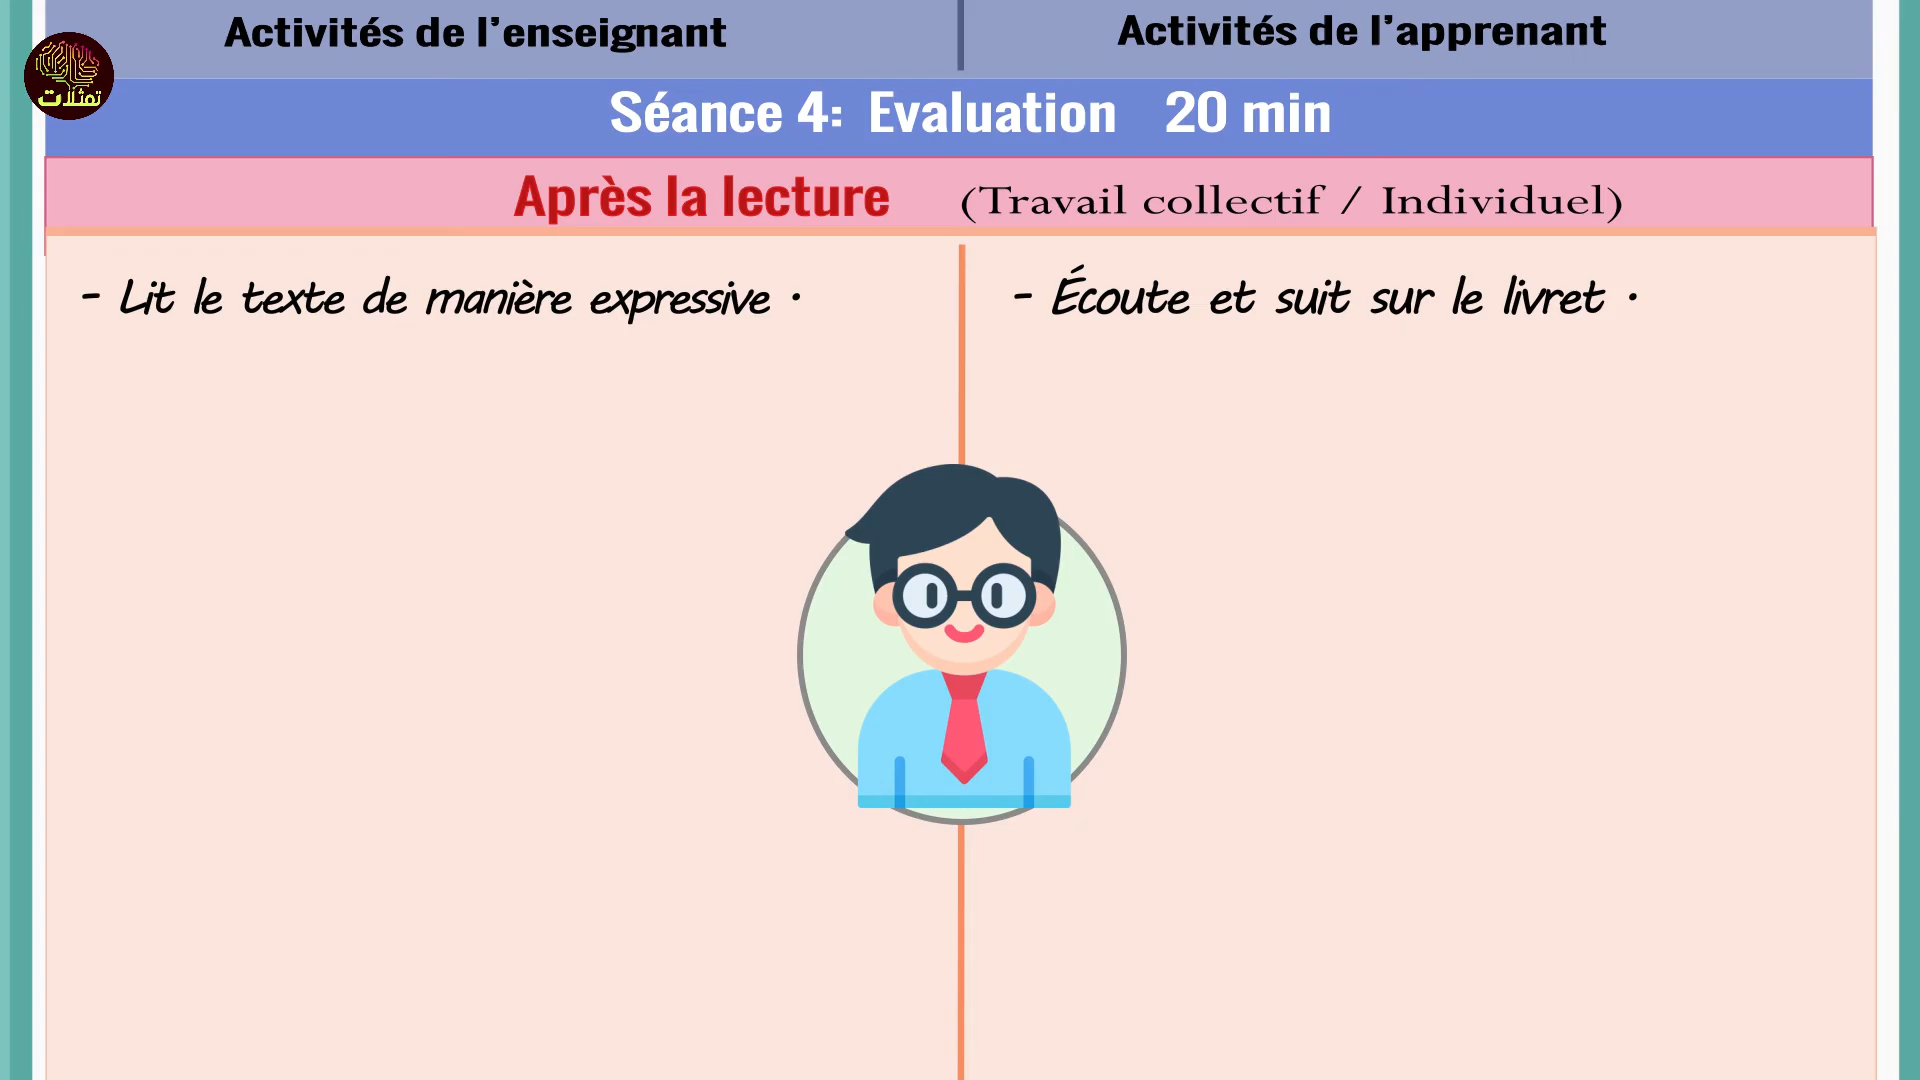 Activités de l'enseignant
Activités de l'apprenant
تمثلات
Séance 4: Evaluation 20 min
Après la lecture (Travail collectif / Individuel)
- Lit le texte de manière expressive .
- Écoute et suit sur le livret .